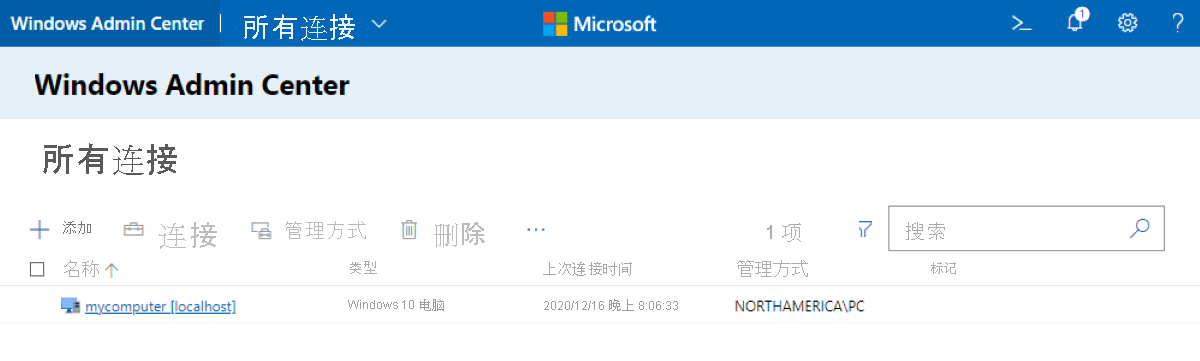 Windows Admin Center 所有连接 Microsoft >_ 1 ?
Windows Admin Center
所有连接
添加 连接 管理方式 删除 ... 1 项 搜索
名称 类型 上次连接时间 管理方式 标记
mycomputer [localhost] Windows 10 电脑 2020/12/16 晚上 8:06:33 NORTHAMERICA\PC